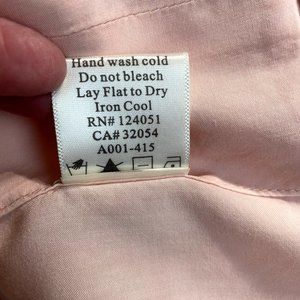 Hand wash cold
Do not bleach
Lay Flat to Dry
Iron Cool
RN# 124051
CA# 32054
A001-415